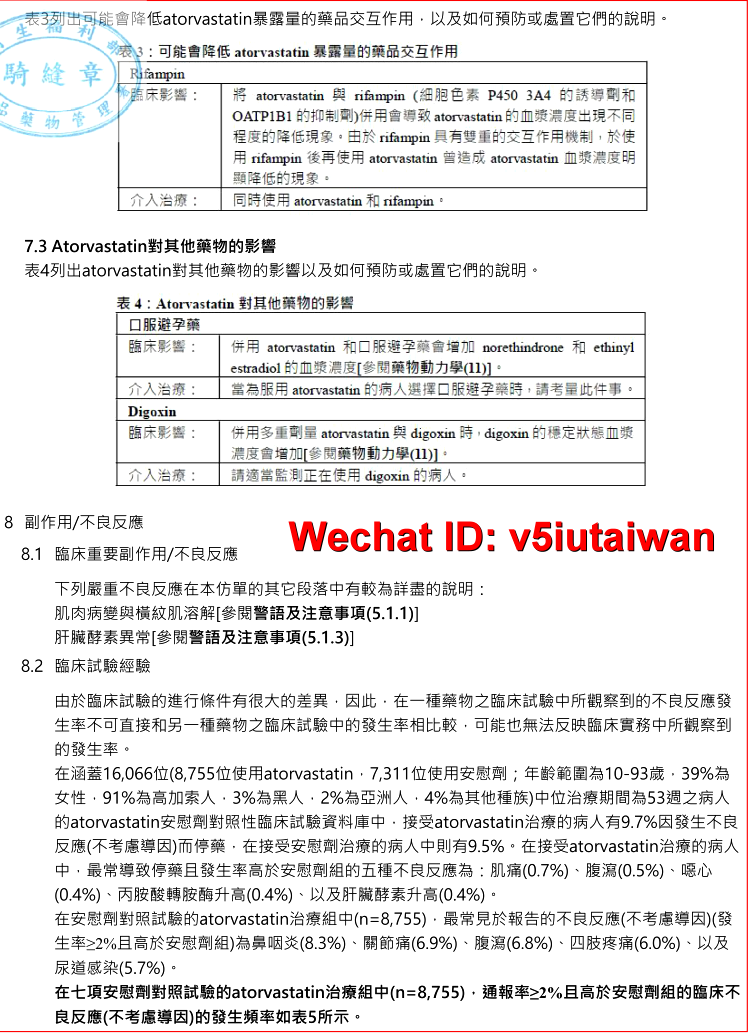 表3列出可能會降低atorvastatin暴露量的藥品交互作用，以及如何預防或處置它們的說明。
表 3：可能會降低 atorvastatin 暴露量的藥品交互作用
Rifampin
臨床影響：
將 atorvastatin 與 rifampin (細胞色素 P450 3A4 的誘導劑和
OATP1B1 的抑制劑)併用會導致 atorvastatin 的血漿濃度出現不同
程度的降低現象。由於 rifampin 具有雙重的交互作用機制，於使
用 rifampin 後再使用 atorvastatin 曾造成 atorvastatin 血漿濃度明
顯降低的現象。
介入治療：
同時使用 atorvastatin 和 rifampin。
騎縫章
7.3 Atorvastatin對其他藥物的影響
表4列出atorvastatin對其他藥物的影響以及如何預防或處置它們的說明。
表 4：Atorvastatin 對其他藥物的影響
口服避孕藥
臨床影響：
併用 atorvastatin 和口服避孕藥會增加 norethindrone 和 ethinyl
estradiol 的血漿濃度[參閱藥物動力學(11)]。
介入治療：
當為服用 atorvastatin 的病人選擇口服避孕藥時，請考量此件事。
Digoxin
臨床影響：
併用多重劑量 atorvastatin 與 digoxin 時，digoxin 的穩定狀態血漿
濃度會增加[參閱藥物動力學(11)]。
介入治療：
請適當監測正在使用 digoxin 的病人。
8 副作用/不良反應
Wechat ID: v5iutaiwan
8.1 臨床重要副作用/不良反應
下列嚴重不良反應在本仿單的其它段落中有較為詳盡的說明：
肌肉病變與橫紋肌溶解[參閱警語及注意事項(5.1.1)]
肝臟酵素異常[參閱警語及注意事項(5.1.3)]
8.2 臨床試驗經驗
由於臨床試驗的進行條件有很大的差異，因此，在一種藥物之臨床試驗中所觀察到的不良反應發
生率不可直接和另一種藥物之臨床試驗中的發生率相比較，可能也無法反映臨床實務中所觀察到
的發生率。
在涵蓋16,066位(8,755位使用atorvastatin，7,311位使用安慰劑；年齡範圍為10-93歲，39%為
女性，91%為高加索人，3%為黑人，2%為亞洲人，4%為其他種族)中位治療期間為53週之病人
的atorvastatin安慰劑對照性臨床試驗資料庫中，接受atorvastatin治療的病人有9.7%因發生不良
反應(不考慮導因)而停藥，在接受安慰劑治療的病人中則有9.5%。在接受atorvastatin治療的病人
中，最常導致停藥且發生率高於安慰劑組的五種不良反應為：肌痛(0.7%)、腹瀉(0.5%)、噁心
(0.4%)、丙胺酸轉胺酶升高(0.4%)、以及肝臟酵素升高(0.4%)。
在安慰劑對照試驗的atorvastatin治療組中(n=8,755)，最常見於報告的不良反應(不考慮導因)(發
生率≥2%且高於安慰劑組)為鼻咽炎(8.3%)、關節痛(6.9%)、腹瀉(6.8%)、四肢疼痛(6.0%)、以及
尿道感染(5.7%)。
在七項安慰劑對照試驗的atorvastatin治療組中(n=8,755)，通報率≥2%且高於安慰劑組的臨床不
良反應(不考慮導因)的發生頻率如表5所示。